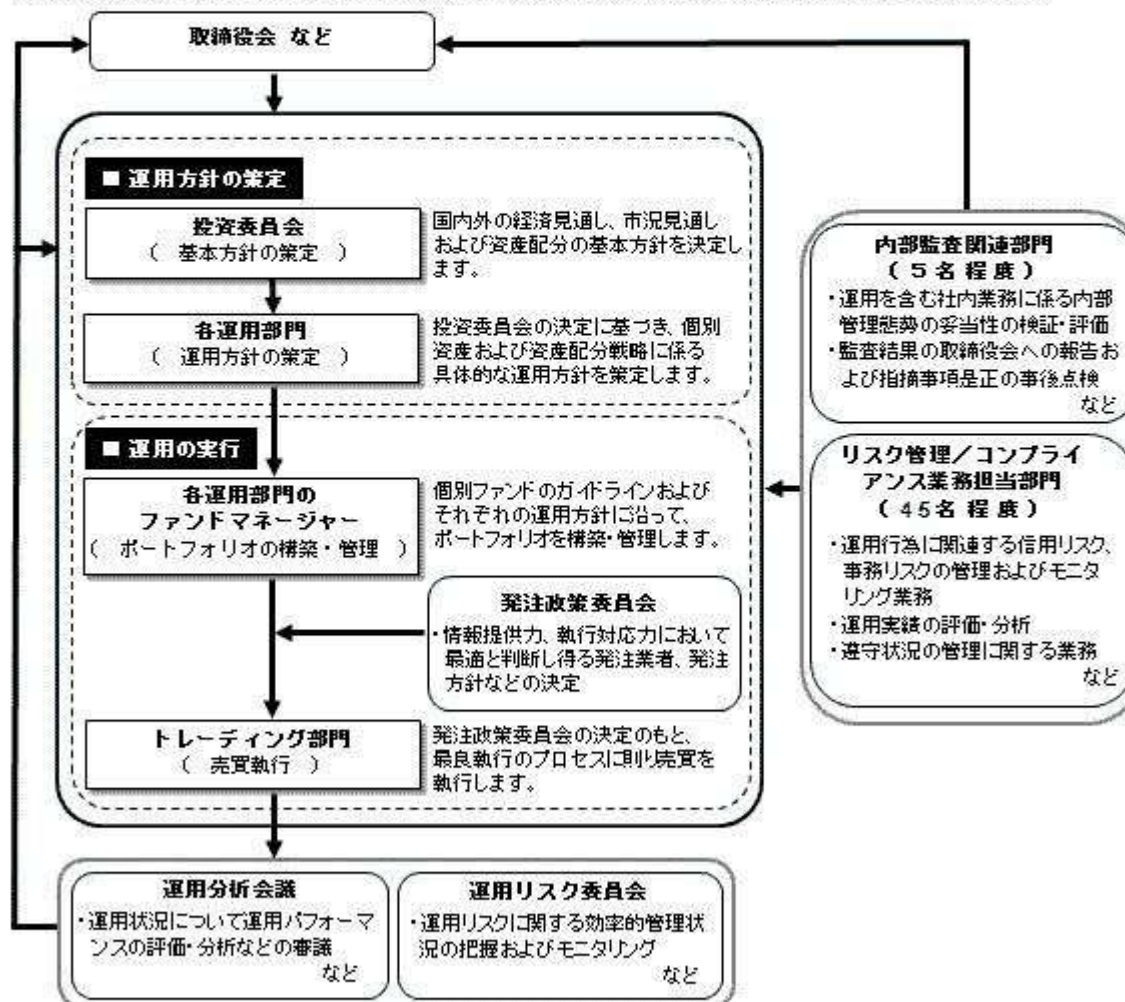 取締役会 など
■ 運用方針の策定
投資委員会
( 基本方針の策定 )
国内外の経済見通し、市況見通し
および資産配分の基本方針を決定し
ます。
各運用部門
( 運用方針の策定 )
投資委員会の決定に基づき、個別
資産および資産配分戦略に係る
具体的な運用方針を策定します。
■ 運用の実行
各運用部門の
ファンドマネージャー
( ポートフォリオの構築・管理 )
個別ファンドのガイドラインおよび
それぞれの運用方針に沿って、
ポートフォリオを構築・管理します。
発注政策委員会
・情報提供力、執行対応力において
最適と判断し得る発注業者、発注
方針などの決定
トレーディング部門
( 売買執行 )
発注政策委員会の決定のもと、
最良執行のプロセスに則り売買を
執行します。
運用分析会議
・運用状況について運用パフォーマ
ンスの評価・分析などの審議
など
運用リスク委員会
・運用リスクに関する効率的管理状
況の把握およびモニタリング
など
内部監査関連部門
( 5名程度 )
・運用を含む社内業務に係る内部
管理態勢の妥当性の検証・評価
・監査結果の取締役会への報告お
よび指摘事項是正の事後点検
など
リスク管理/コンプライ
アンス業務担当部門
( 45名程度 )
・運用行為に関連する信用リスク、
事務リスクの管理およびモニタ
リング業務
・運用実績の評価・分析
・遵守状況の管理に関する業務
など